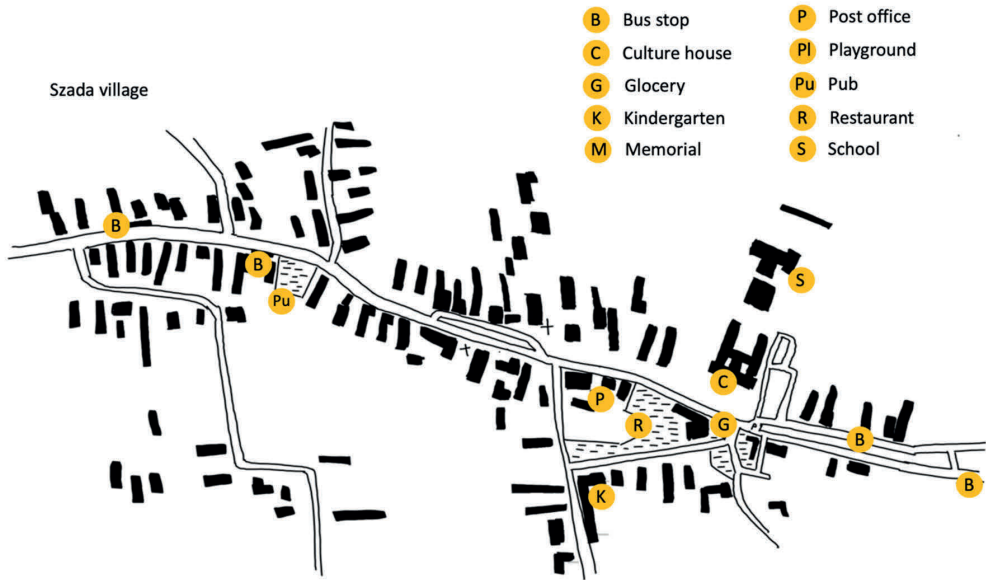 B Bus stop
C Culture house
G Glocery
K Kindergarten
M Memorial
P Post office
Pl Playground
Pu Pub
R Restaurant
S School
Szada village
B
B
Pu
S
C
P
R
G
B
K
B